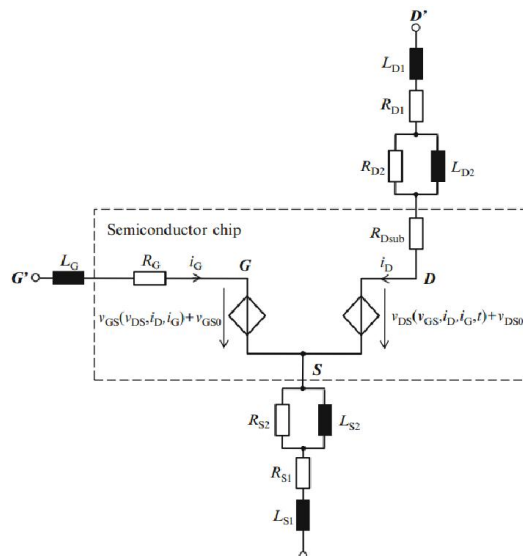 D'
L_D1
R_D1
R_D2
L_D2
Semiconductor chip
R_Dsub
G'
L_G
R_G
i_G
G
i_D
D
v_GS(v_DS,i_D,i_G)+v_GS0
v_DS(v_GS,i_D,i_G,t)+v_DS0
S
R_S2
L_S2
R_S1
L_S1